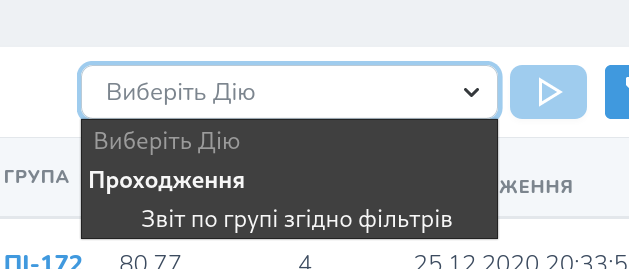 Виберіть Дію
Виберіть Дію
Проходження
Звіт по групі згідно фільтрів
ГРУПА
ЖЕННЯ
ПІ-172 80.77 4 25.12.2020 20:33:5